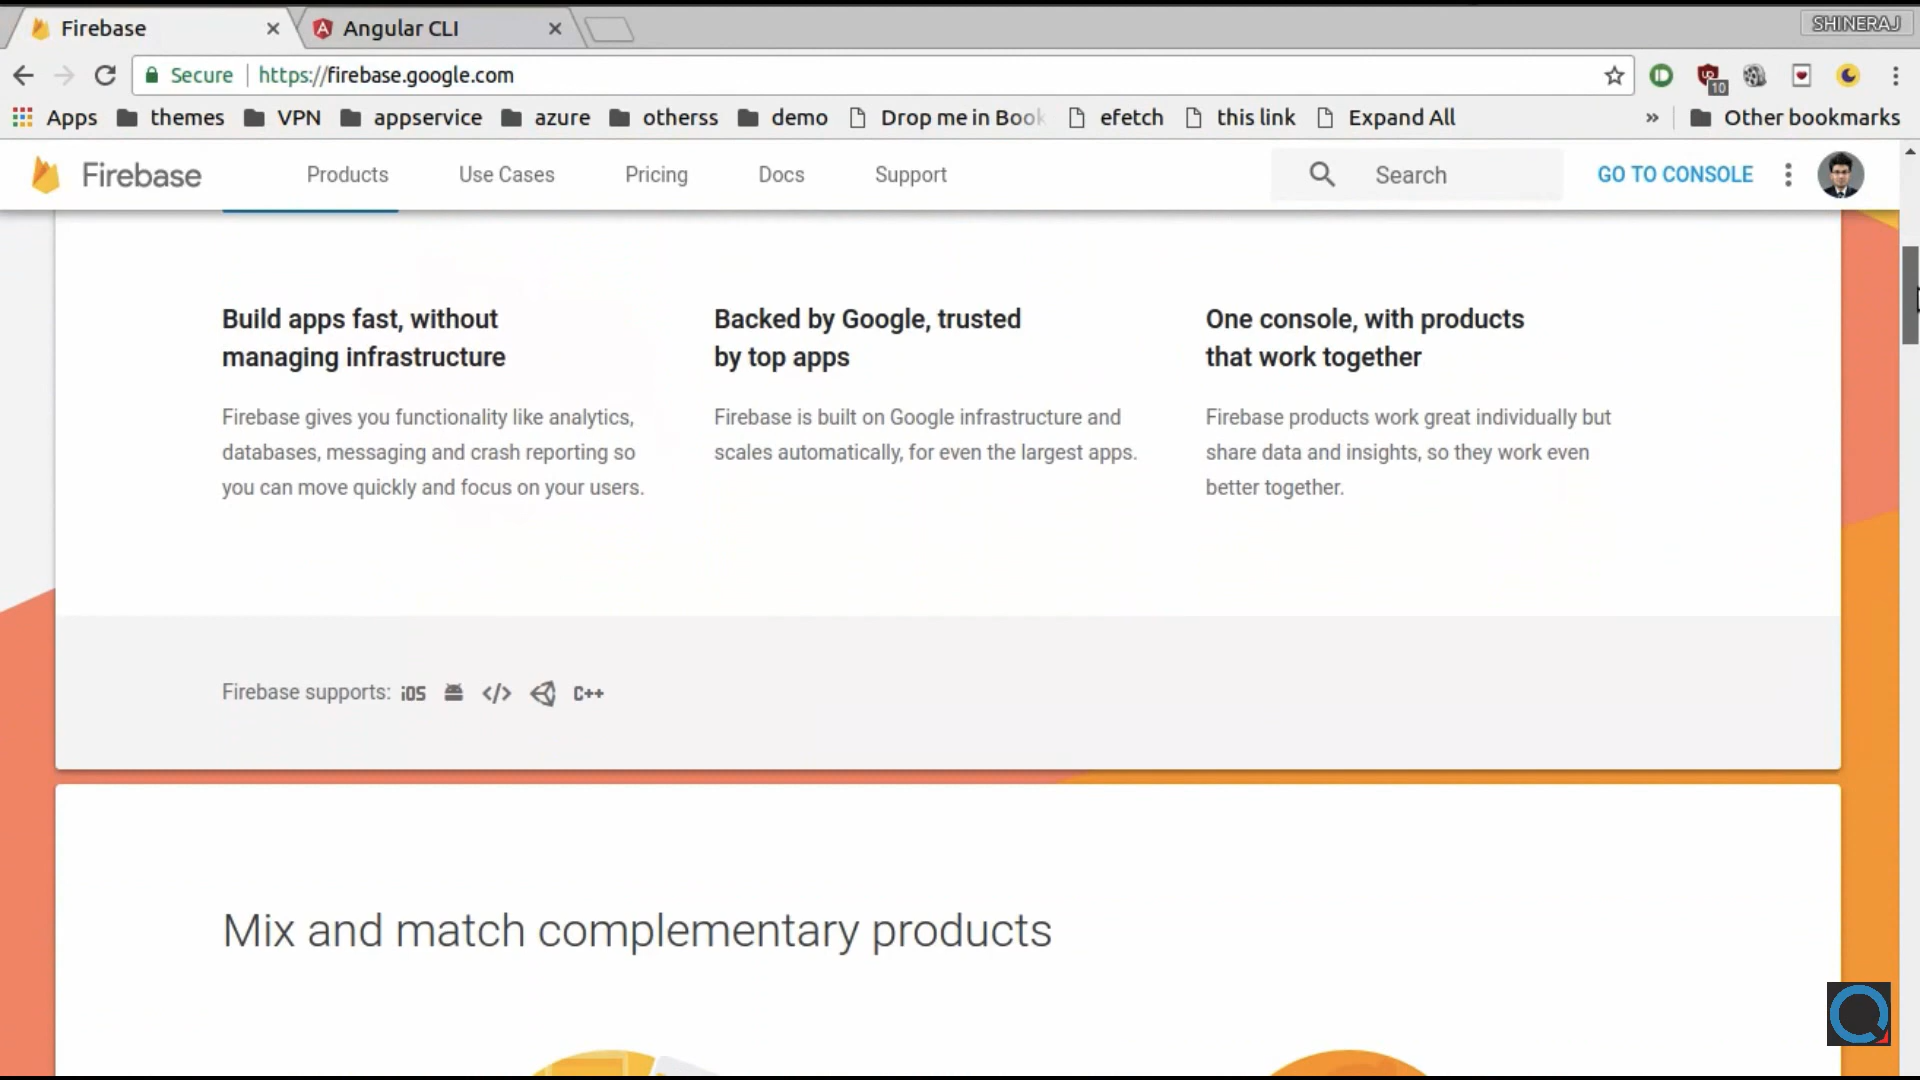 Firebase
Angular CLI
SHINERAJ
Secure
https://firebase.google.com
10
Apps
themes
VPN
appservice
azure
otherss
demo
Drop me in Book
efetch
this link
Expand All
»
Other bookmarks
Firebase
Products
Use Cases
Pricing
Docs
Support
Search
GO TO CONSOLE
Build apps fast, without
managing infrastructure
Firebase gives you functionality like analytics,
databases, messaging and crash reporting so
you can move quickly and focus on your users.
Backed by Google, trusted
by top apps
Firebase is built on Google infrastructure and
scales automatically, for even the largest apps.
One console, with products
that work together
Firebase products work great individually but
share data and insights, so they work even
better together.
Firebase supports: iOS </> C++
Mix and match complementary products